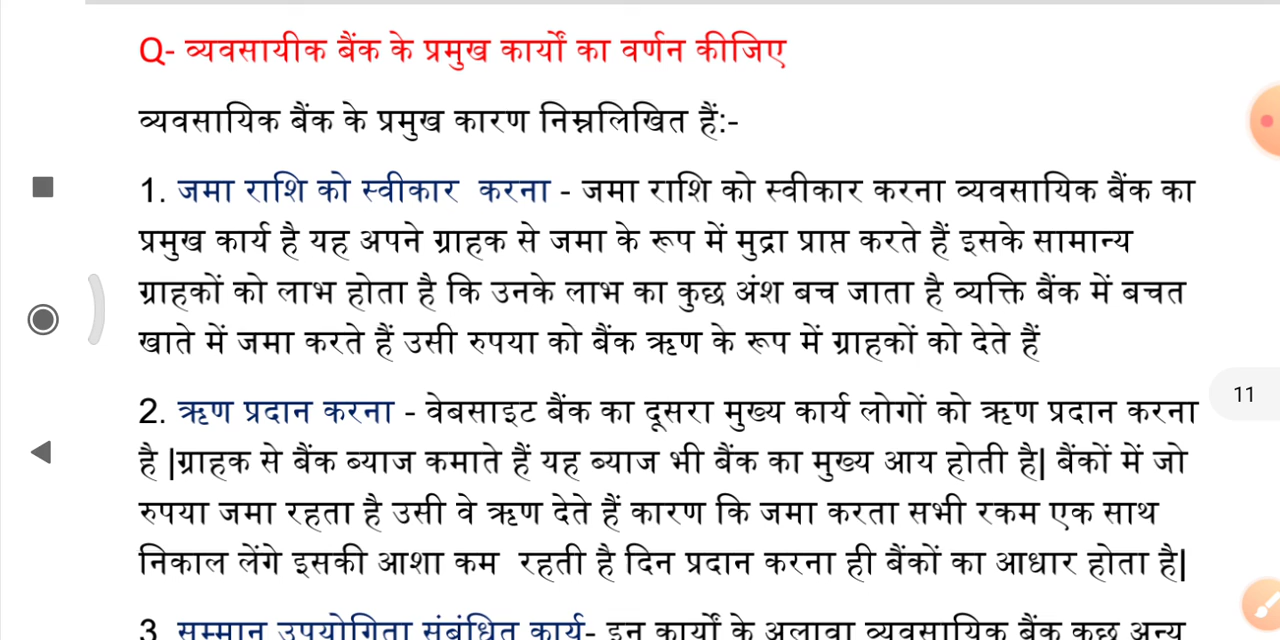 Q- व्यवसायीक बैंक के प्रमुख कार्यों का वर्णन कीजिए
व्यवसायिक बैंक के प्रमुख कारण निम्नलिखित हैं:-
1. जमा राशि को स्वीकार करना - जमा राशि को स्वीकार करना व्यवसायिक बैंक का
प्रमुख कार्य है यह अपने ग्राहक से जमा के रूप में मुद्रा प्राप्त करते हैं इसके सामान्य
ग्राहकों को लाभ होता है कि उनके लाभ का कुछ अंश बच जाता है व्यक्ति बैंक में बचत
खाते में जमा करते हैं उसी रुपया को बैंक ऋण के रूप में ग्राहकों को देते हैं
11
2. ऋण प्रदान करना - वेबसाइट बैंक का दूसरा मुख्य कार्य लोगों को ऋण प्रदान करना
है |ग्राहक से बैंक ब्याज कमाते हैं यह ब्याज भी बैंक का मुख्य आय होती है| बैंकों में जो
रुपया जमा रहता है उसी वे ऋण देते हैं कारण कि जमा करता सभी रकम एक साथ
निकाल लेंगे इसकी आशा कम रहती है दिन प्रदान करना ही बैंकों का आधार होता है|
3 सम्मान उपयोगिता संबंधित कार्य- इन कार्यों के अलावा व्यवसायिक बैंक कुछ अन्य